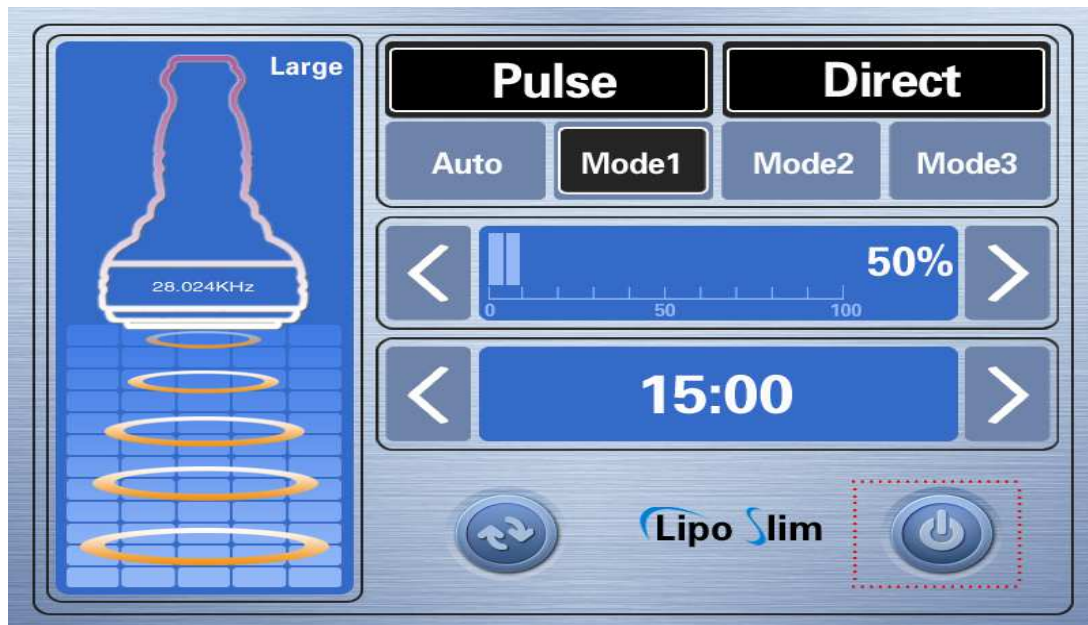 Large
28.024KHz
Pulse Direct
Auto Mode1 Mode2 Mode3
50%
0 50 100
15:00
Lipo Slim